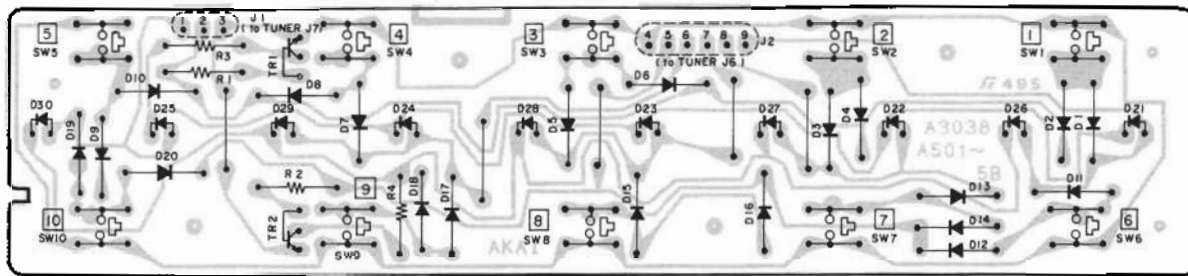 1 2 3
J1
(to TUNER J7)
5
SW5
R3
R1
TR1
4
SW4
3
SW3
4 5 6 7 8 9
J2
(to TUNER J6)
2
SW2
1
SW1
495
D10
D8
D6
D30
D19
D9
D25
D29
D7
D24
D28
D5
D23
D27
D3
D4
D22
D26
D2
D1
D21
A3038
A501~
5B
D20
R2
9
R4
D18
D17
D15
D16
D13
D11
10
SW10
TR2
SW9
AKAI
8
SW8
7
SW7
D14
D12
6
SW6